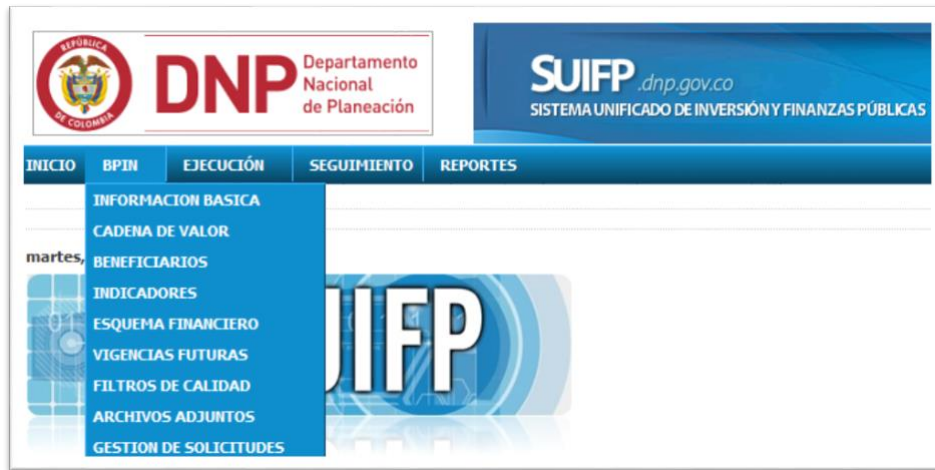 REPÚBLICA
DE COLOMBIA
DNP
Departamento
Nacional
de Planeación
SUIFP .dnp.gov.co
SISTEMA UNIFICADO DE INVERSIÓN Y FINANZAS PÚBLICAS
INICIO BPIN EJECUCIÓN SEGUIMIENTO REPORTES
INFORMACION BASICA
CADENA DE VALOR
martes,
BENEFICIARIOS
INDICADORES
ESQUEMA FINANCIERO
VIGENCIAS FUTURAS
FILTROS DE CALIDAD
ARCHIVOS ADJUNTOS
GESTION DE SOLICITUDES
UIFP